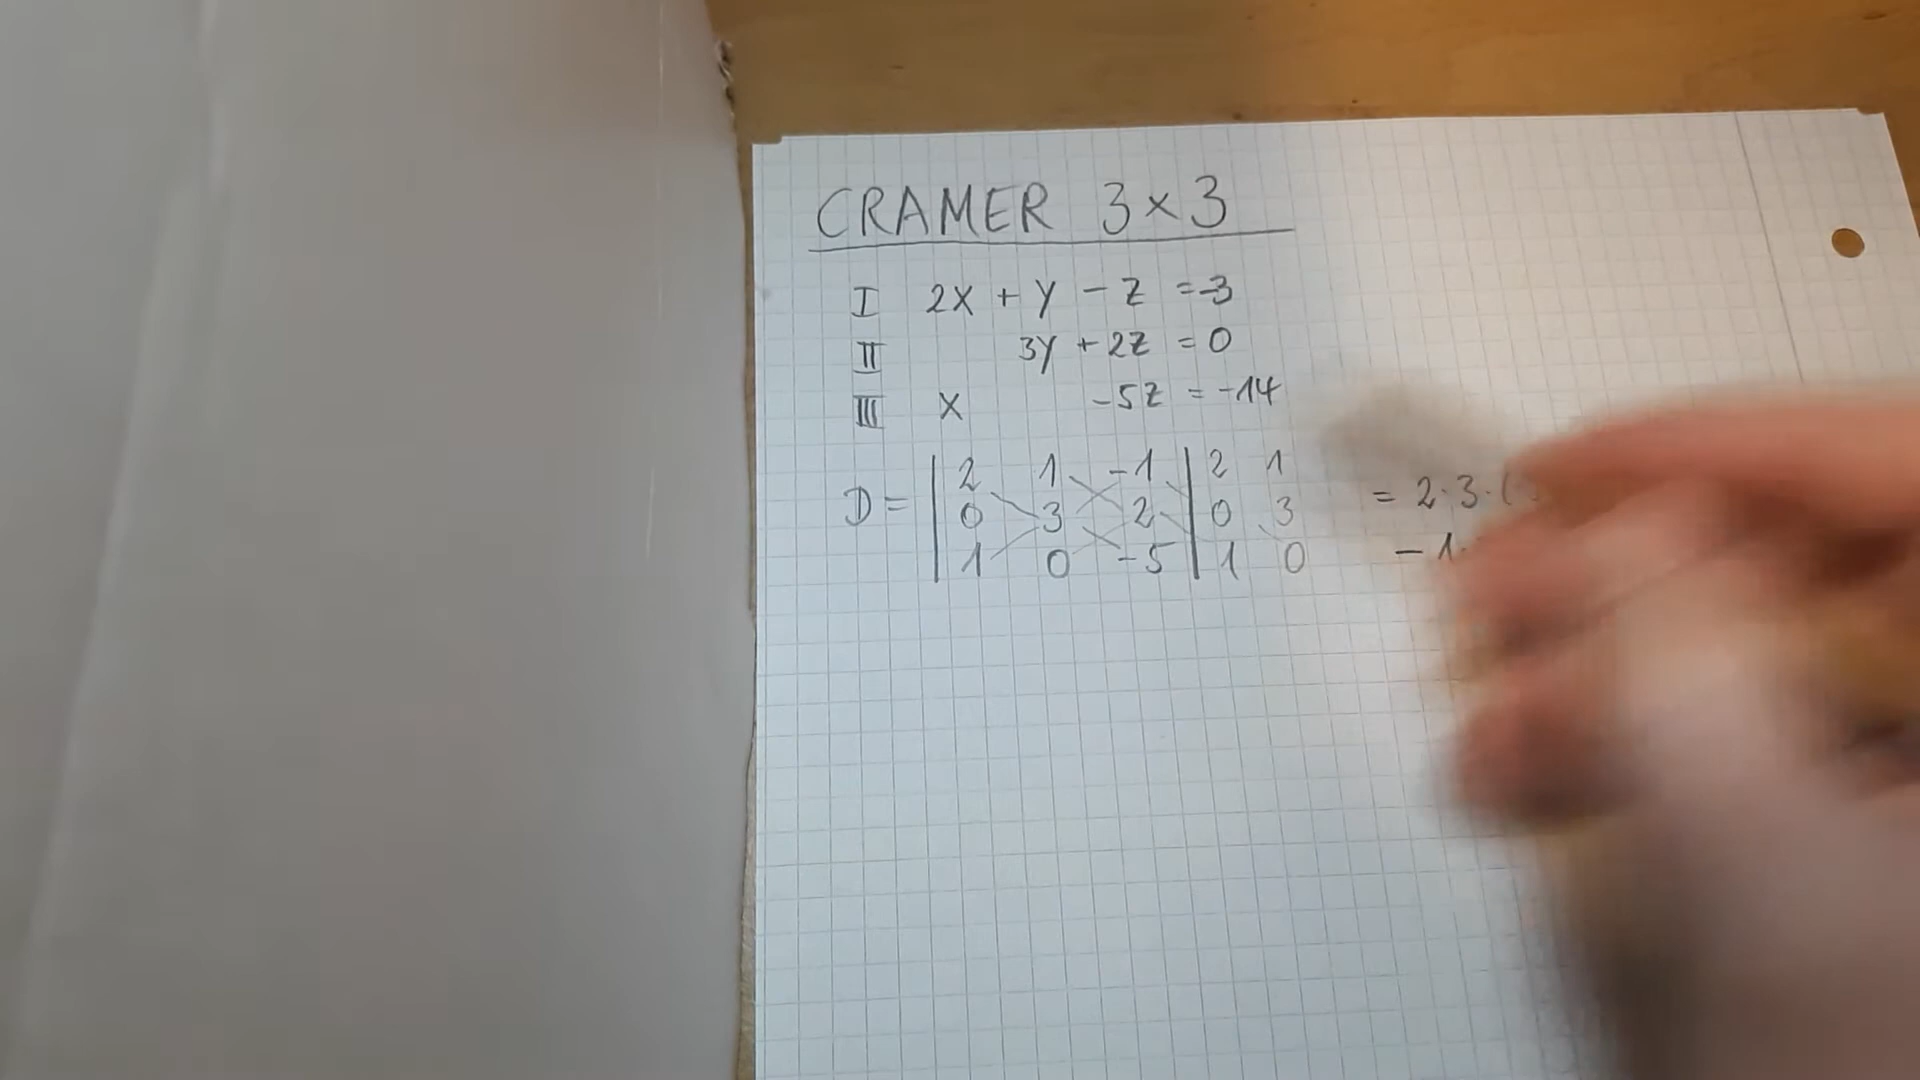 CRAMER 3×3
I 2x + y - z = -3
II 3y + 2z = 0
III x -5z = -14
D = | 2 1 -1 | 2 1 = 2·3·(
0 3 2 | 0 3 - 1·
1 0 -5 | 1 0